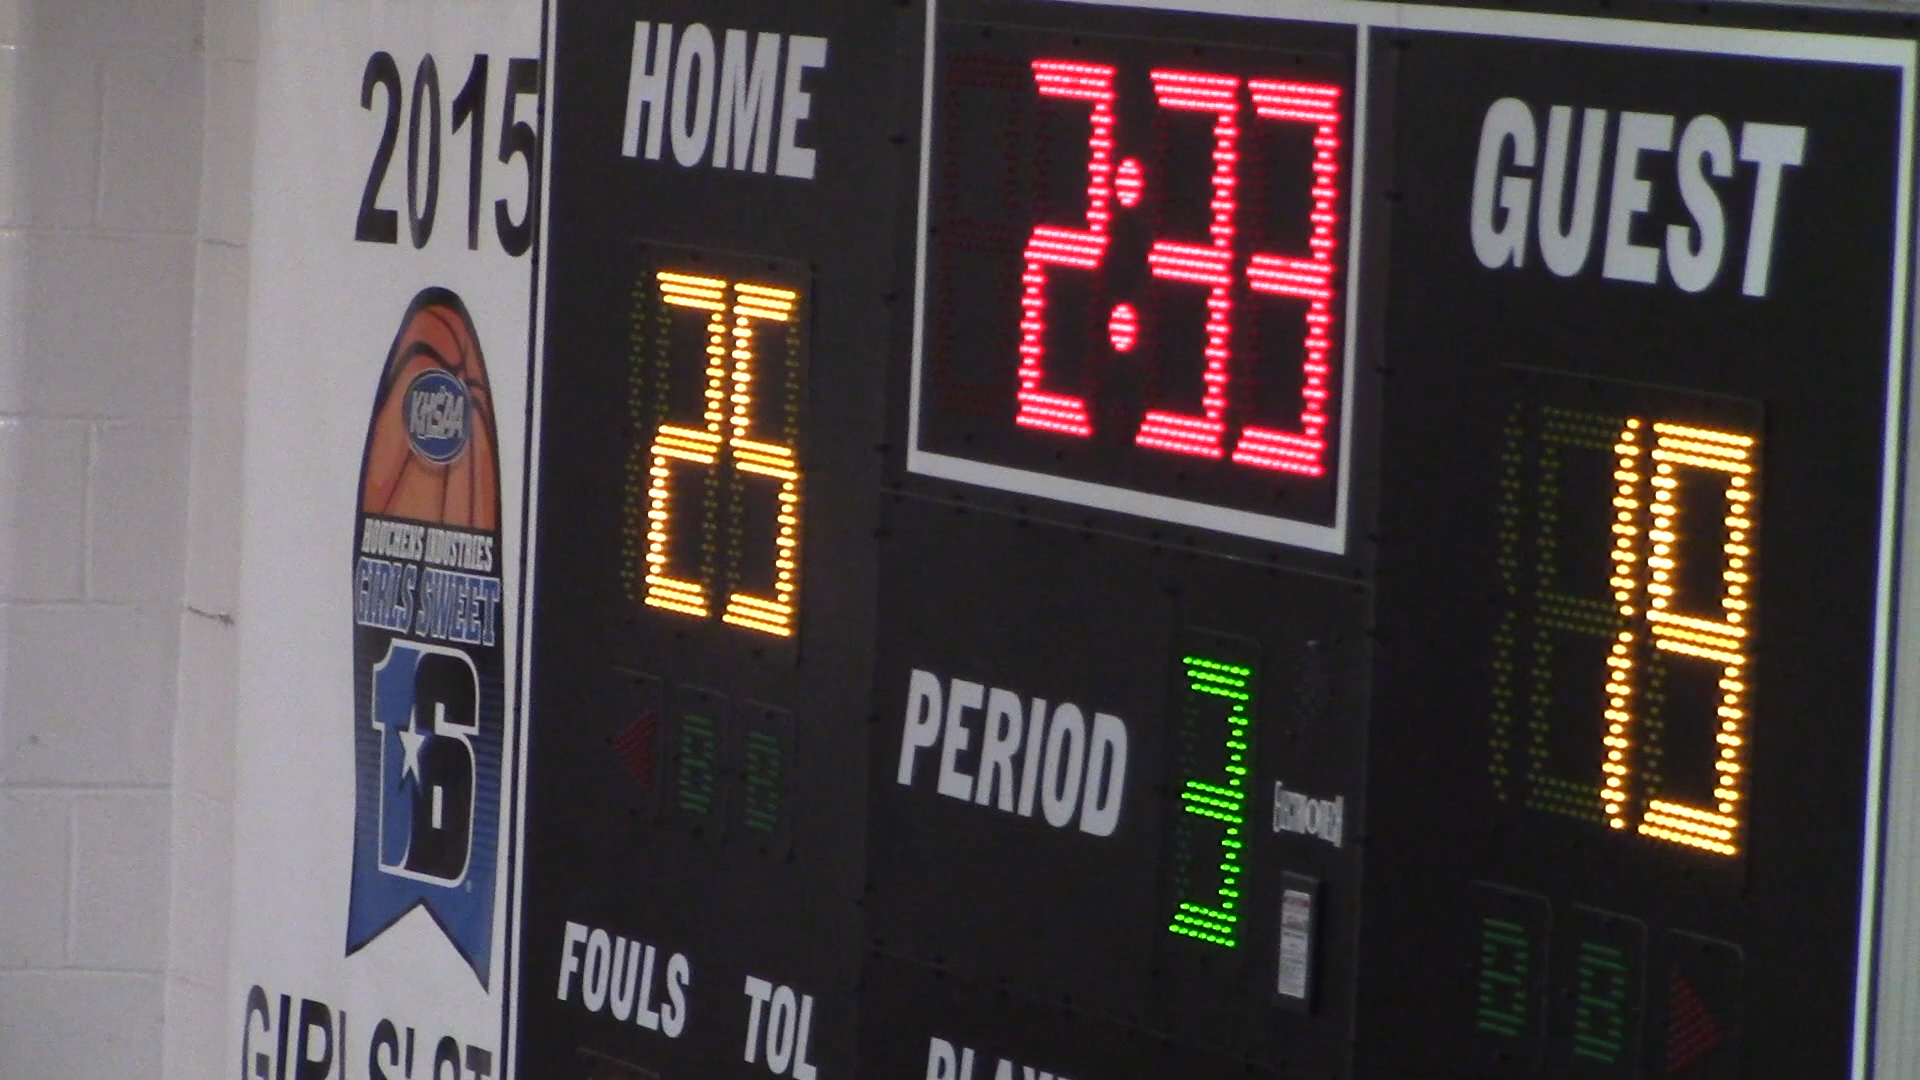 2015
KHSAA
HOUCHENS INDUSTRIES
GIRLS SWEET
16
HOME
2:33
GUEST
25
19
PERIOD
3
FOULS
TOL